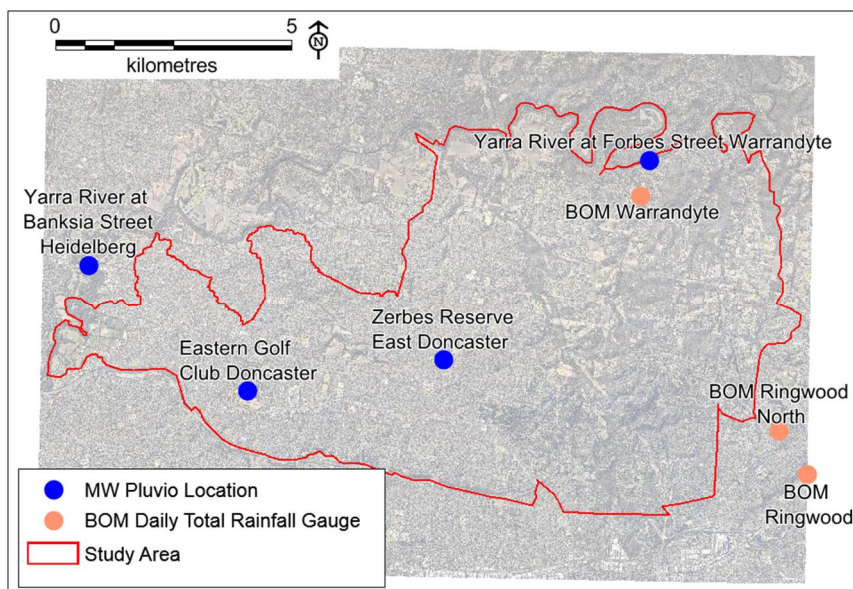 0 5
kilometres
N
Yarra River at Forbes Street Warrandyte
BOM Warrandyte
Yarra River at
Banksia Street
Heidelberg
Zerbes Reserve
East Doncaster
Eastern Golf
Club Doncaster
BOM Ringwood
North
BOM
Ringwood
MW Pluvio Location
BOM Daily Total Rainfall Gauge
Study Area